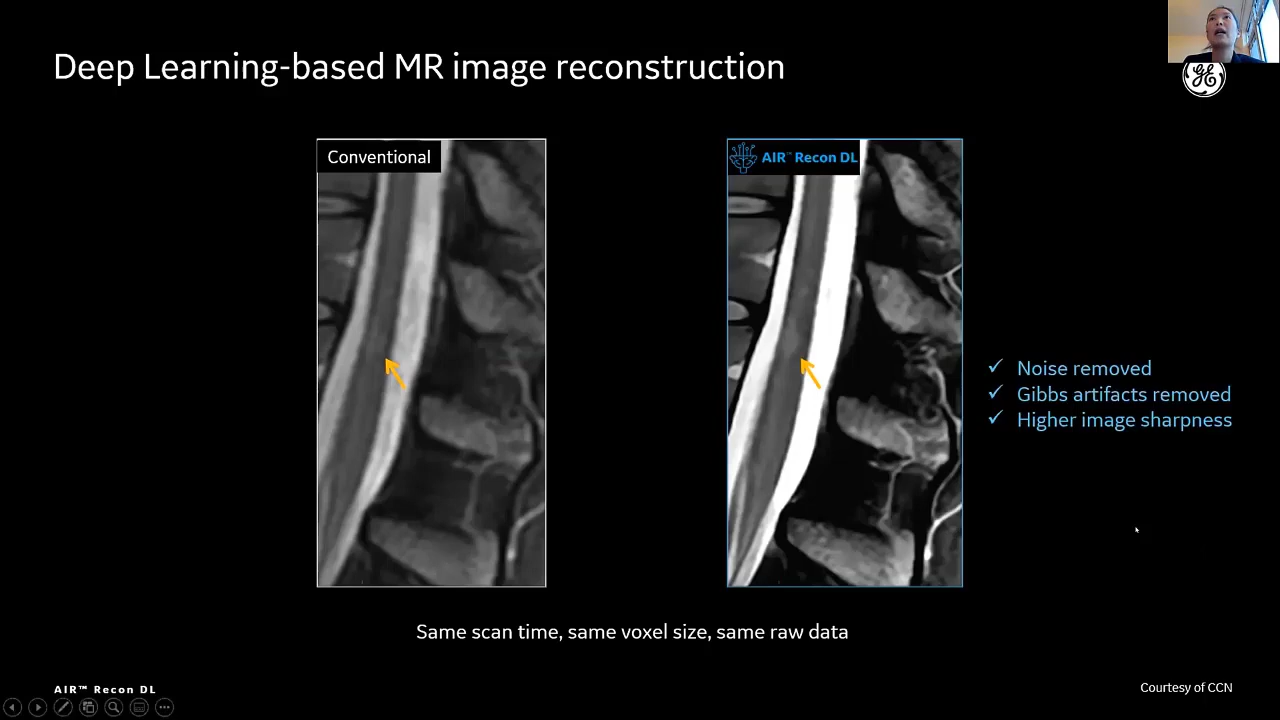 Deep Learning-based MR image reconstruction
Conventional
AIR™ Recon DL
✓ Noise removed
✓ Gibbs artifacts removed
✓ Higher image sharpness
Same scan time, same voxel size, same raw data
AIR™ Recon DL
Courtesy of CCN